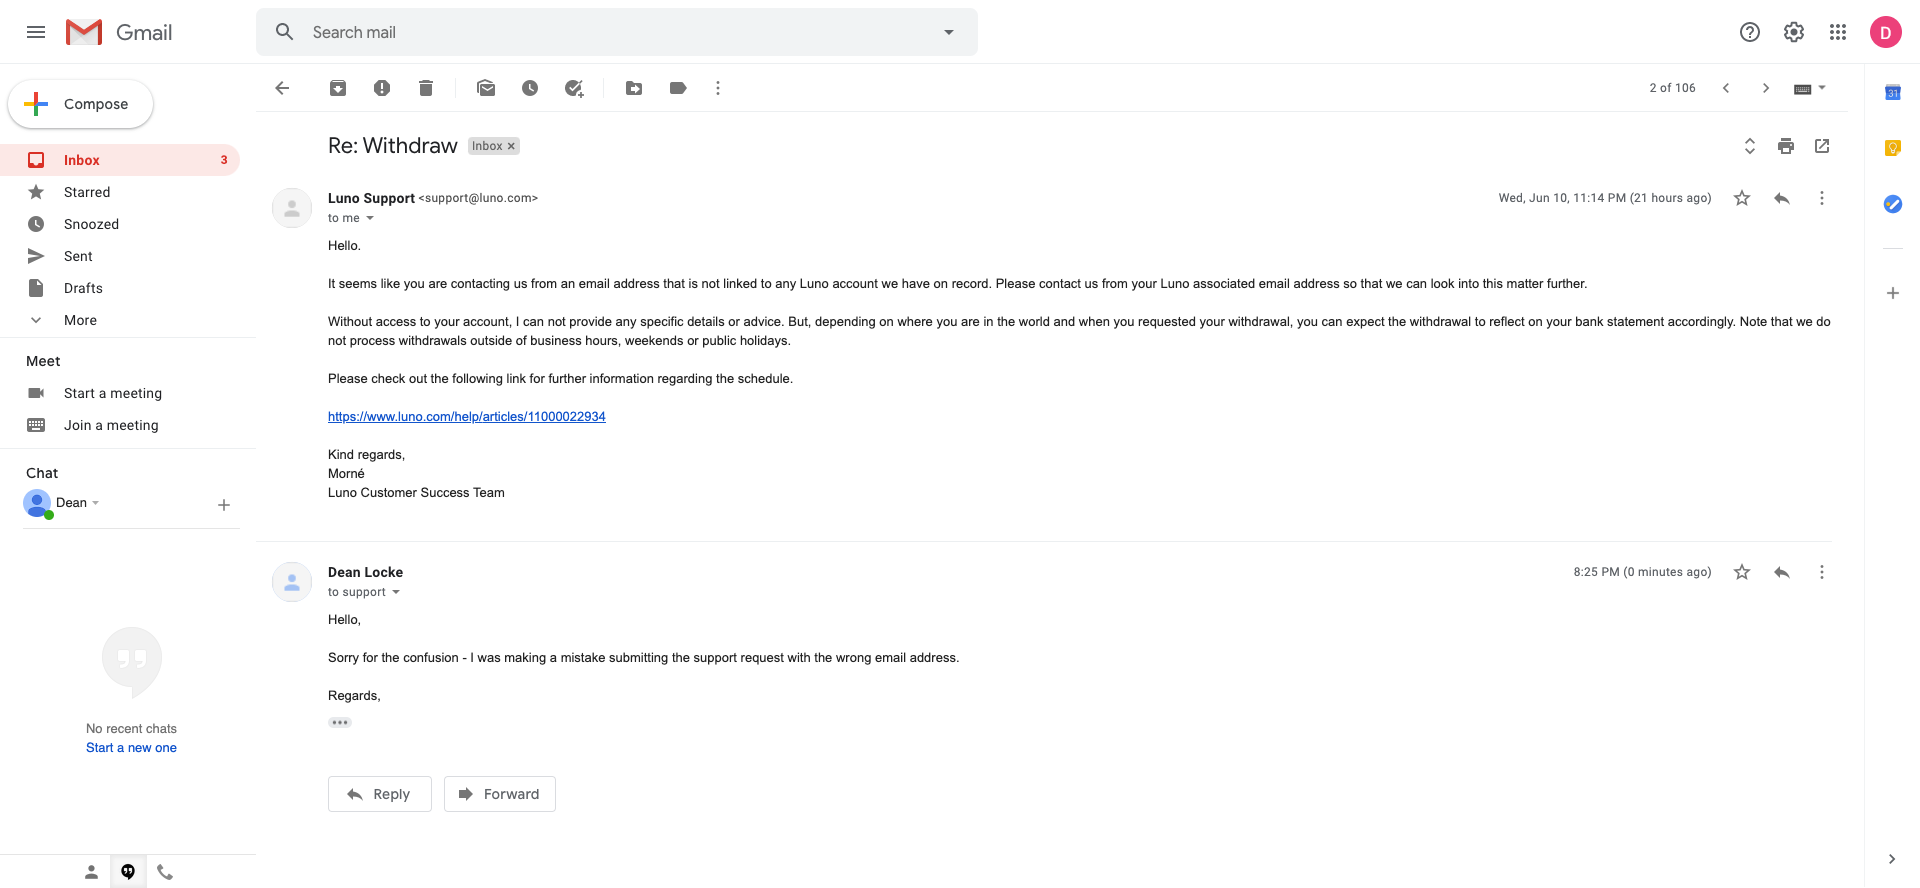 Gmail
Search mail
D
Compose
2 of 106
31
Inbox 3
Starred
Snoozed
Sent
Drafts
More
Meet
Start a meeting
Join a meeting
Chat
Dean
No recent chats
Start a new one
Re: Withdraw Inbox ×
Luno Support <support@luno.com> Wed, Jun 10, 11:14 PM (21 hours ago)
to me
Hello.
It seems like you are contacting us from an email address that is not linked to any Luno account we have on record. Please contact us from your Luno associated email address so that we can look into this matter further.
Without access to your account, I can not provide any specific details or advice. But, depending on where you are in the world and when you requested your withdrawal, you can expect the withdrawal to reflect on your bank statement accordingly. Note that we do
not process withdrawals outside of business hours, weekends or public holidays.
Please check out the following link for further information regarding the schedule.
https://www.luno.com/help/articles/11000022934
Kind regards,
Morné
Luno Customer Success Team
Dean Locke 8:25 PM (0 minutes ago)
to support
Hello,
Sorry for the confusion - I was making a mistake submitting the support request with the wrong email address.
Regards,
Reply Forward